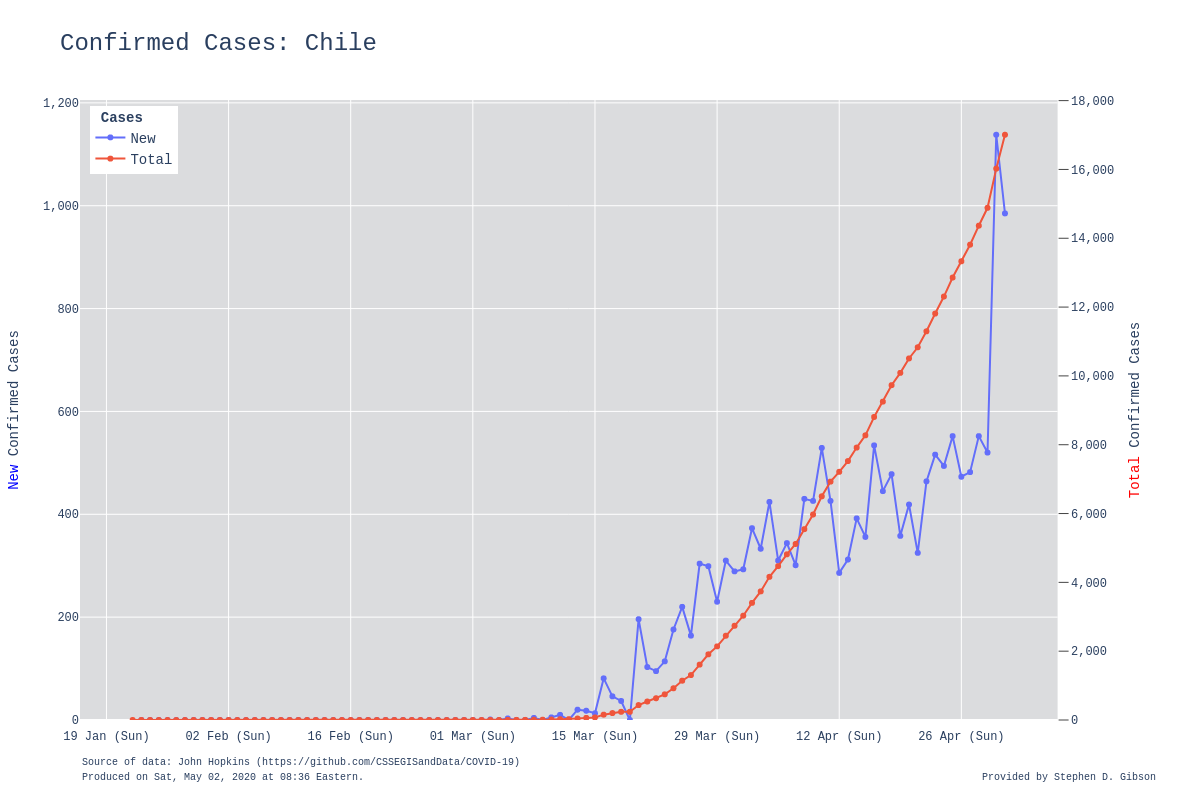 Confirmed Cases: Chile
Cases
New
Total
1,200
1,000
800
600
400
200
0
New Confirmed Cases
18,000
16,000
14,000
12,000
10,000
8,000
6,000
4,000
2,000
0
Total Confirmed Cases
19 Jan (Sun) 02 Feb (Sun) 16 Feb (Sun) 01 Mar (Sun) 15 Mar (Sun) 29 Mar (Sun) 12 Apr (Sun) 26 Apr (Sun)
Source of data: John Hopkins (https://github.com/CSSEGISandData/COVID-19)
Produced on Sat, May 02, 2020 at 08:36 Eastern.
Provided by Stephen D. Gibson